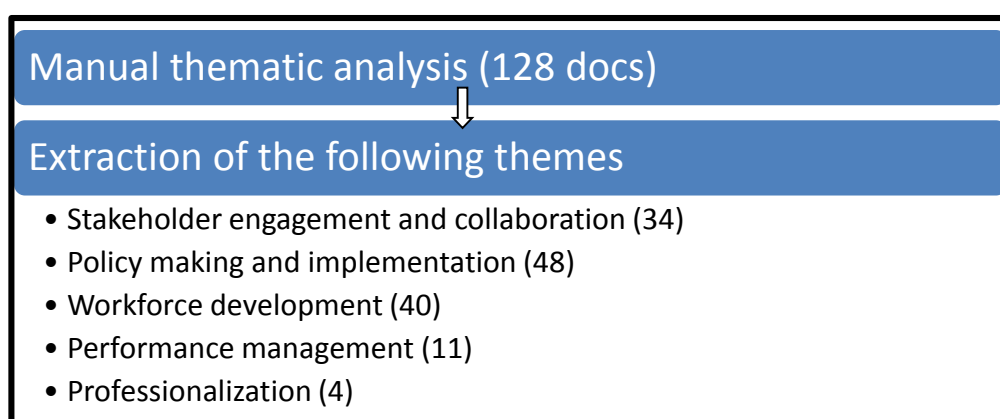 Manual thematic analysis (128 docs)
Extraction of the following themes
• Stakeholder engagement and collaboration (34)
• Policy making and implementation (48)
• Workforce development (40)
• Performance management (11)
• Professionalization (4)